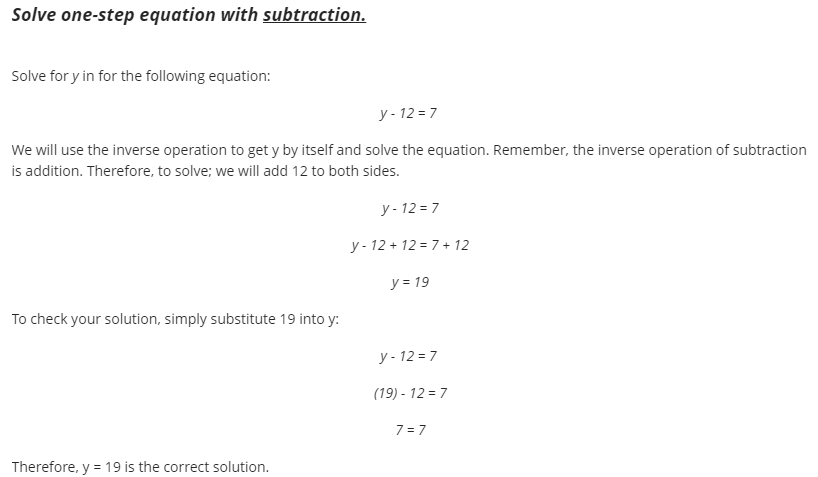 Solve one-step equation with subtraction.
Solve for y in for the following equation:
y - 12 = 7
We will use the inverse operation to get y by itself and solve the equation. Remember, the inverse operation of subtraction
is addition. Therefore, to solve; we will add 12 to both sides.
y - 12 = 7
y - 12 + 12 = 7 + 12
y = 19
To check your solution, simply substitute 19 into y:
y - 12 = 7
(19) - 12 = 7
7 = 7
Therefore, y = 19 is the correct solution.